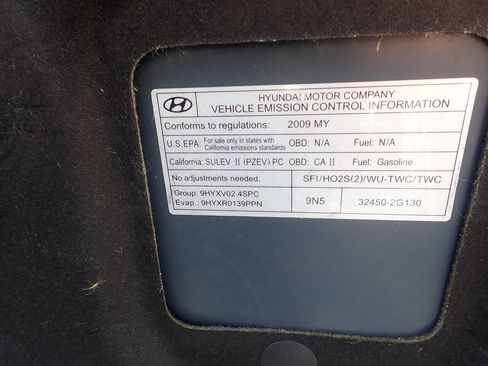 HYUNDAI MOTOR COMPANY
VEHICLE EMISSION CONTROL INFORMATION
Conforms to regulations: 2009 MY
U.S.EPA: For sale only in states with California emissions standards OBD: N/A Fuel: N/A
California: SULEV II (PZEV) PC OBD: CA II Fuel: Gasoline
No adjustments needed. SFI/HO2S(2)/WU-TWC/TWC
Group: 9HYXV02.4SPC
Evap.: 9HYXR0139PPN 9N5 32450-2G130